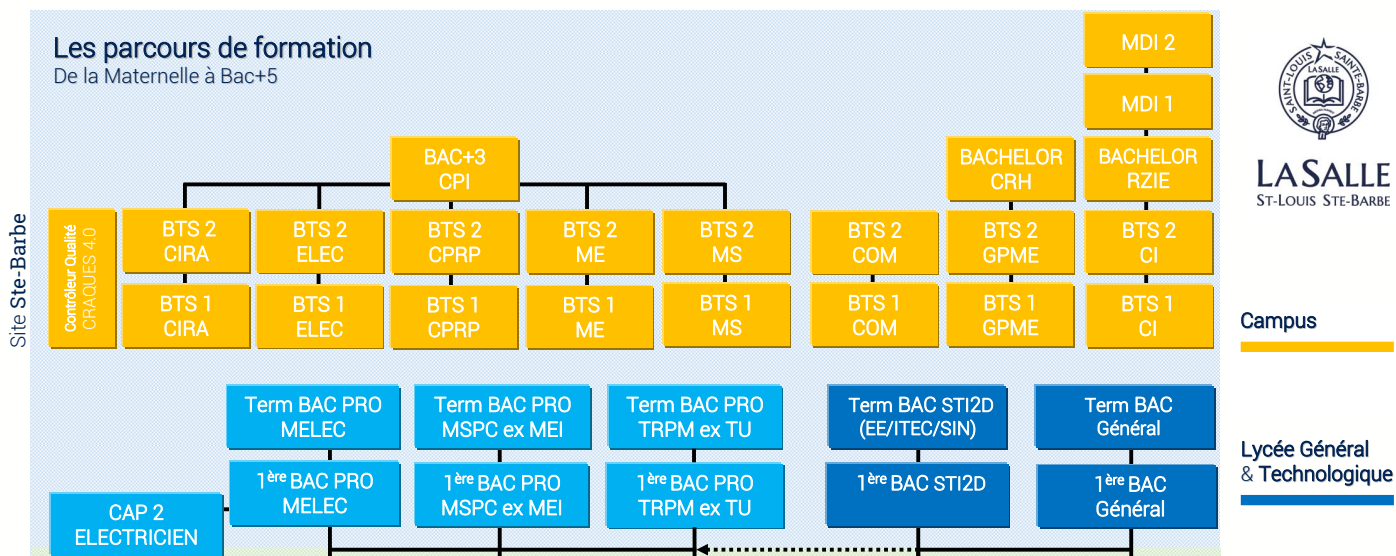 Les parcours de formation
De la Maternelle à Bac+5
MDI 2
MDI 1
BAC+3
CPI
BACHELOR
CRH
BACHELOR
RZIE
Site Ste-Barbe
Contrôleur Qualité
CRAQUES 4.0
BTS 2
CIRA
BTS 2
ELEC
BTS 2
CPRP
BTS 2
ME
BTS 2
MS
BTS 2
COM
BTS 2
GPME
BTS 2
CI
BTS 1
CIRA
BTS 1
ELEC
BTS 1
CPRP
BTS 1
ME
BTS 1
MS
BTS 1
COM
BTS 1
GPME
BTS 1
CI
Term BAC PRO
MELEC
Term BAC PRO
MSPC ex MEI
Term BAC PRO
TRPM ex TU
Term BAC STI2D
(EE/ITEC/SIN)
Term BAC
Général
1ère BAC PRO
MELEC
1ère BAC PRO
MSPC ex MEI
1ère BAC PRO
TRPM ex TU
1ère BAC STI2D
1ère BAC
Général
CAP 2
ELECTRICIEN
SAINT-LOUIS SAINTE-BARBE
LASALLE
LASALLE
ST-LOUIS STE-BARBE
Campus
Lycée Général
& Technologique